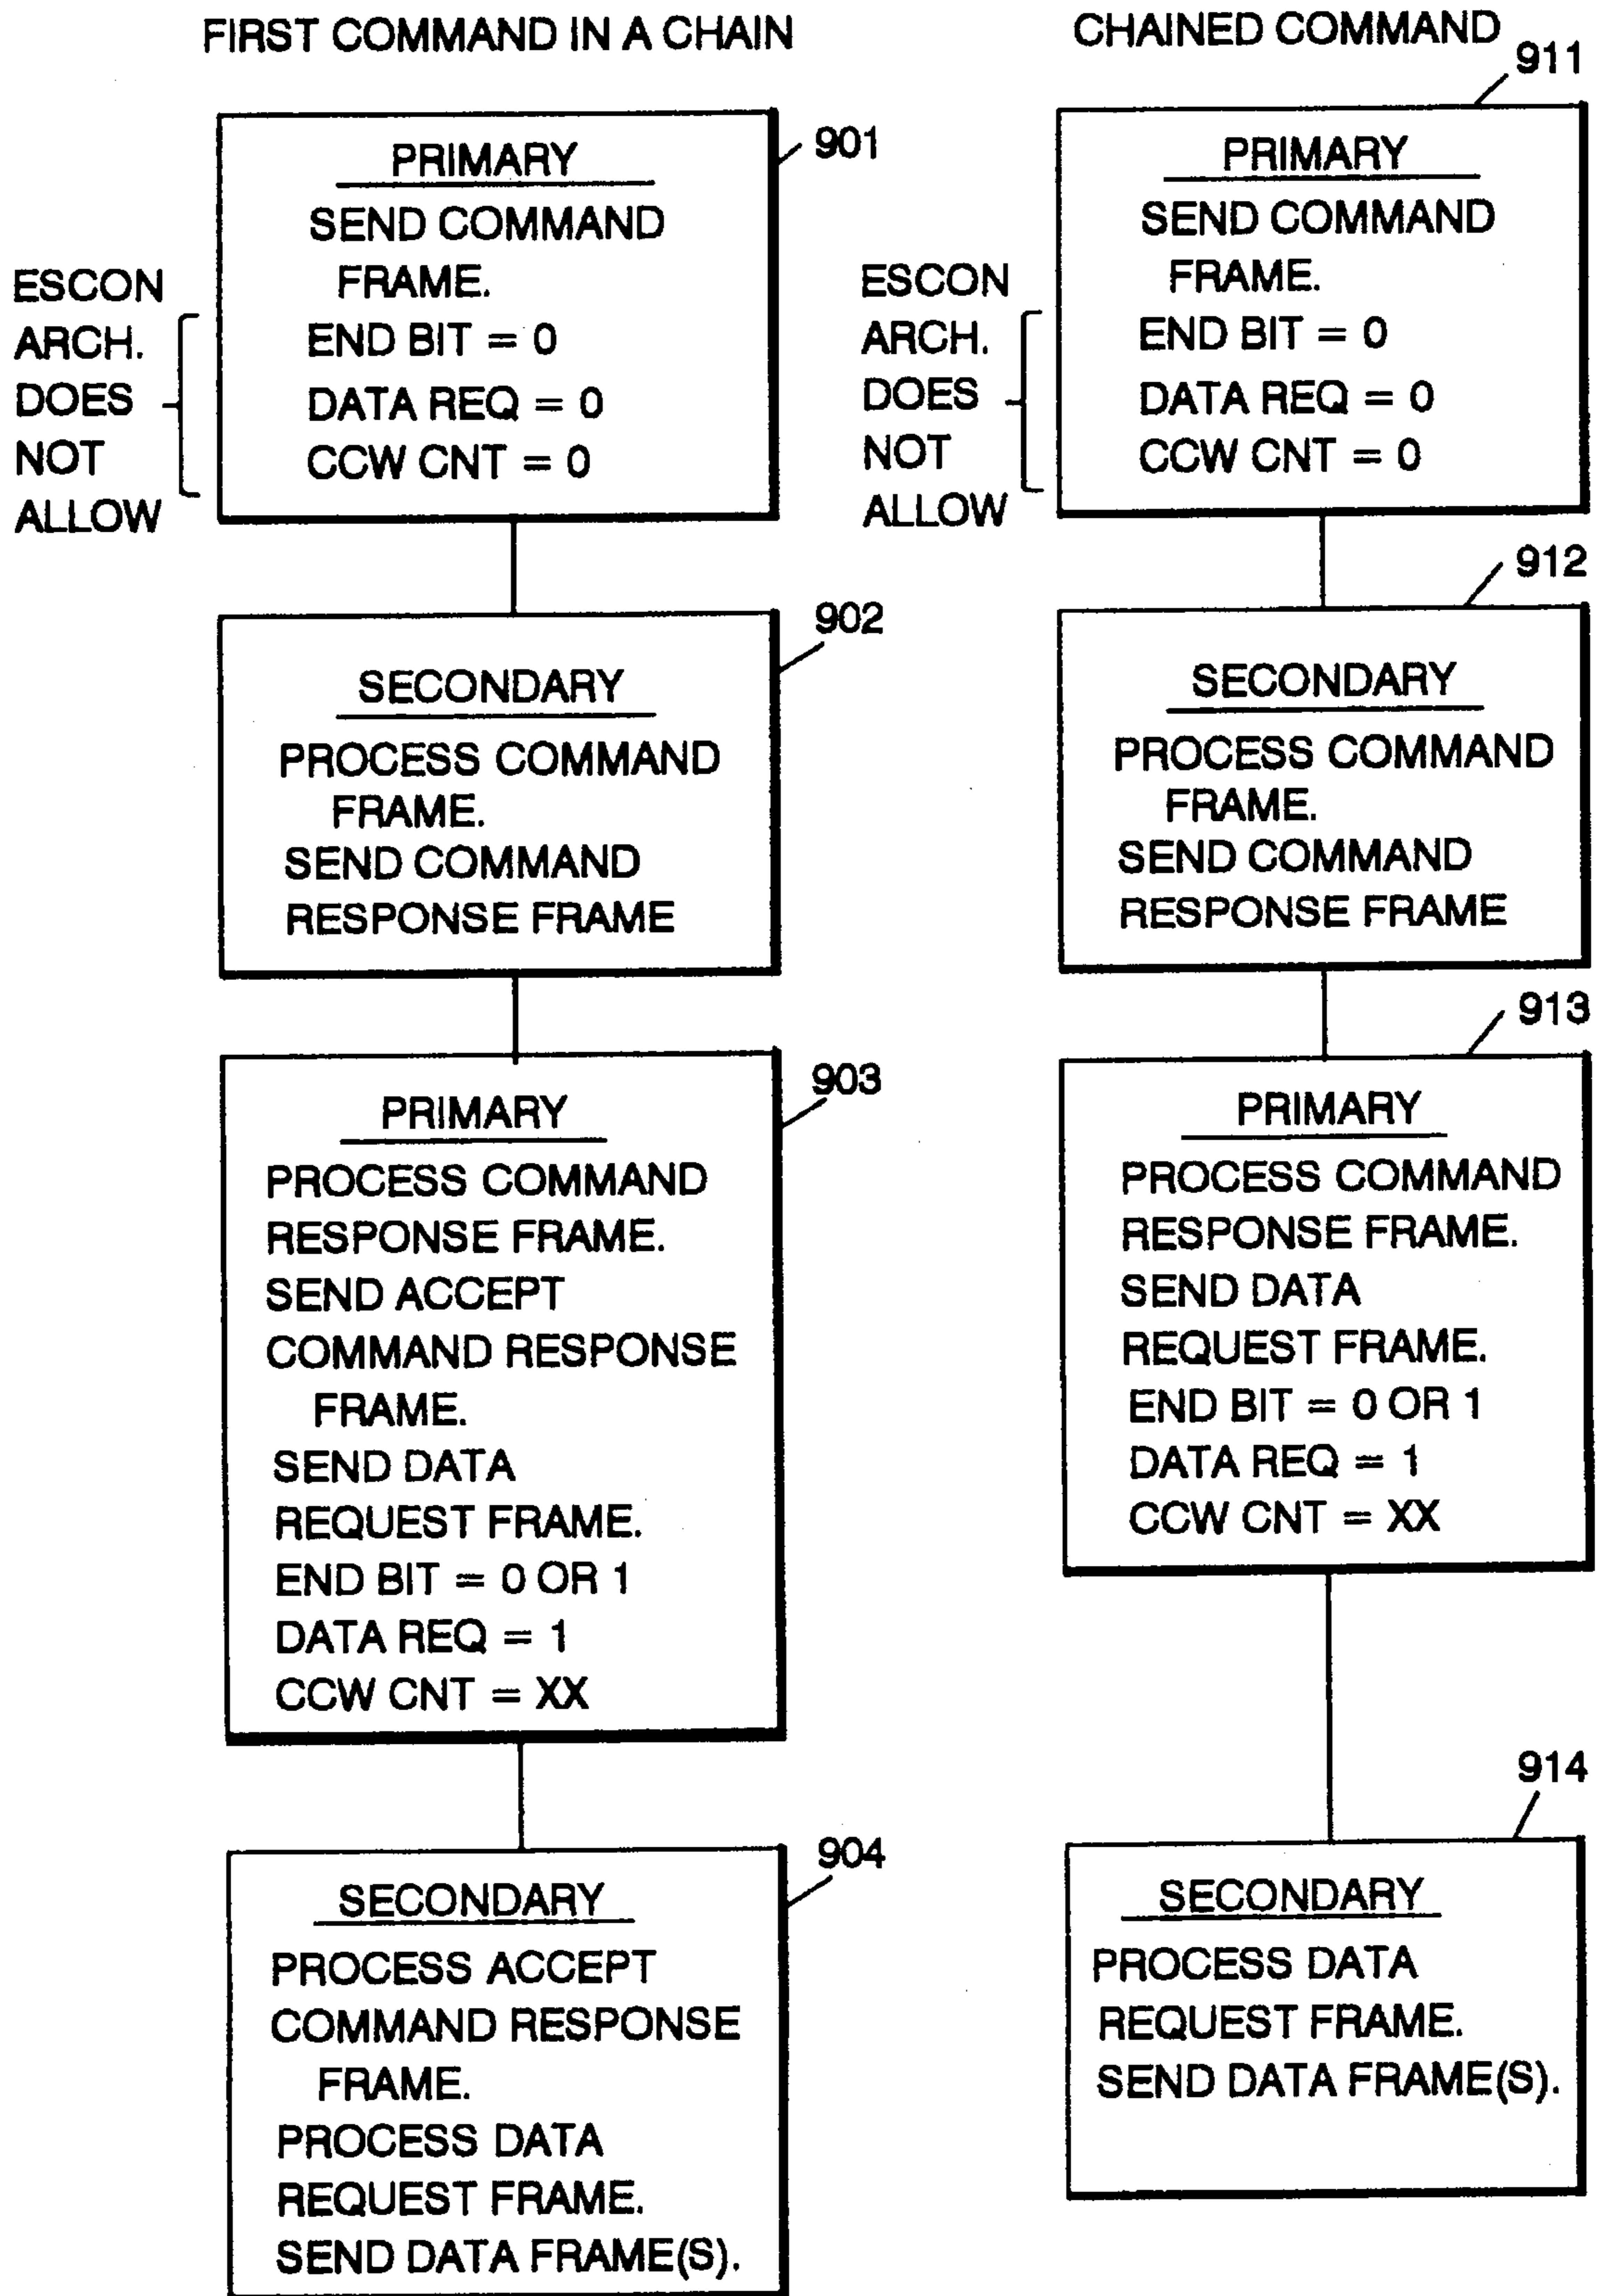 FIRST COMMAND IN A CHAIN
901
PRIMARY
SEND COMMAND
FRAME.
END BIT = 0
DATA REQ = 0
CCW CNT = 0
ESCON
ARCH.
DOES
NOT
ALLOW
902
SECONDARY
PROCESS COMMAND
FRAME.
SEND COMMAND
RESPONSE FRAME
903
PRIMARY
PROCESS COMMAND
RESPONSE FRAME.
SEND ACCEPT
COMMAND RESPONSE
FRAME.
SEND DATA
REQUEST FRAME.
END BIT = 0 OR 1
DATA REQ = 1
CCW CNT = XX
904
SECONDARY
PROCESS ACCEPT
COMMAND RESPONSE
FRAME.
PROCESS DATA
REQUEST FRAME.
SEND DATA FRAME(S).
CHAINED COMMAND
911
PRIMARY
SEND COMMAND
FRAME.
END BIT = 0
DATA REQ = 0
CCW CNT = 0
ESCON
ARCH.
DOES
NOT
ALLOW
912
SECONDARY
PROCESS COMMAND
FRAME.
SEND COMMAND
RESPONSE FRAME
913
PRIMARY
PROCESS COMMAND
RESPONSE FRAME.
SEND DATA
REQUEST FRAME.
END BIT = 0 OR 1
DATA REQ = 1
CCW CNT = XX
914
SECONDARY
PROCESS DATA
REQUEST FRAME.
SEND DATA FRAME(S).